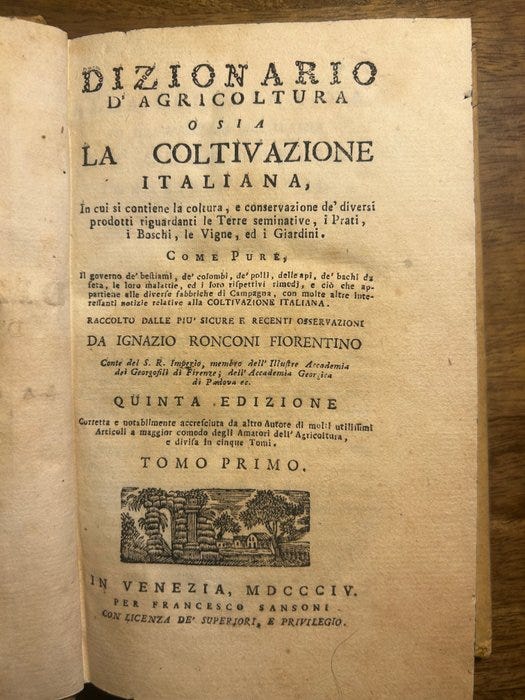 DIZIONARIO
D' AGRICOLTURA
O SIA
LA COLTIVAZIONE
ITALIANA,
In cui si contiene la coltura, e conservazione de' diversi
prodotti riguardanti le Terre seminative, i Prati,
i Boschi, le Vigne, ed i Giardini.
COME PURE,
Il governo de' bestiami, de' colombi, de' polli, delle api, de' bachi da
seta, le loro malattie, ed i loro rispettivi rimedj, e ciò che ap-
partiene alle diverse fabbriche di Campagna, con molte altre inte-
ressanti notizie relative alla COLTIVAZIONE ITALIANA.
RACCOLTO DALLE PIU' SICURE E RECENTI OSSERVAZIONI
DA IGNAZIO RONCONI FIORENTINO
Conte del S. R. Imperio, membro dell' Illustre Accademia
dei Georgofili di Firenze; dell' Accademia Georgica
di Padova ec.
QUINTA EDIZIONE
Corretta e notabilmente accresciuta da altro Autore di molti utilissimi
Articoli a maggior comodo degli Amatori dell' Agricoltura,
e divisa in cinque Tomi.
TOMO PRIMO.
IN VENEZIA, MDCCCIV.
PER FRANCESCO SANSONI
CON LICENZA DE' SUPERIORI, E PRIVILEGIO.